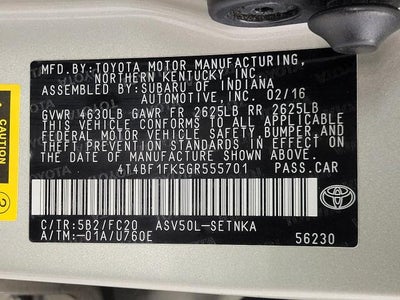 MFD.BY:TOYOTA MOTOR MANUFACTURING,
NORTHERN KENTUCKY INC.
ASSEMBLED BY: SUBARU OF INDIANA
AUTOMOTIVE, INC. 02/16
GVWR 4630LB GAWR FR 2625LB RR 2625LB
THIS VEHICLE CONFORMS TO ALL APPLICABLE
FEDERAL MOTOR VEHICLE SAFETY,BUMPER,AND
THEFT PREVENTION STANDARDS IN EFFECT ON
THE DATE OF MANUFACTURE SHOWN ABOVE.
4T4BF1FK5GR555701 PASS.CAR
C/TR:5B2/FC20 ASV50L-SETNKA
A/TM:-01A/U760E 56230
CAUTION
2